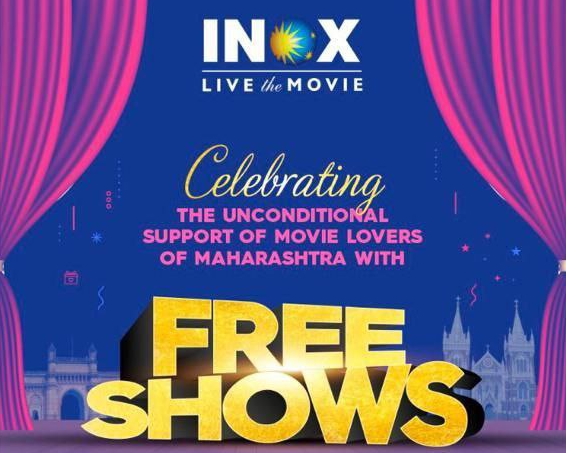 INOX
LIVE the MOVIE
Celebrating
THE UNCONDITIONAL
SUPPORT OF MOVIE LOVERS
OF MAHARASHTRA WITH
FREE
SHOWS